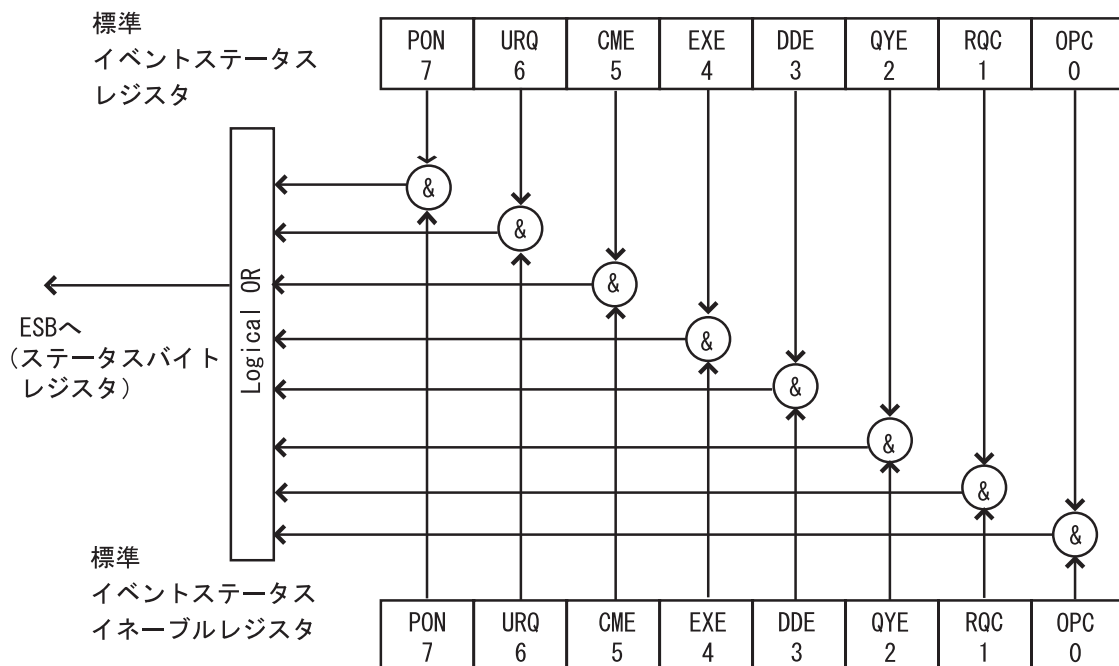 標準
イベントステータス
レジスタ
PON URQ CME EXE DDE QYE RQC OPC
7 6 5 4 3 2 1 0
&
&
&
&
&
&
&
&
Logical OR
ESBへ
(ステータスバイト
レジスタ)
標準
イベントステータス
イネーブルレジスタ
PON URQ CME EXE DDE QYE RQC OPC
7 6 5 4 3 2 1 0